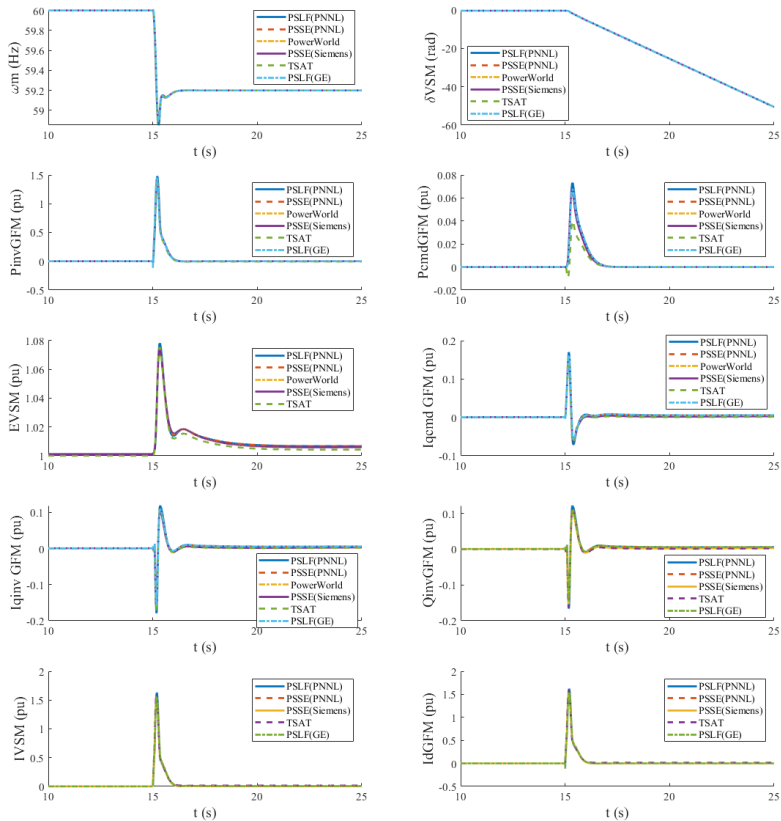 60
59.8
59.6
59.4
59.2
59
10
15
20
25
ωm (Hz)
t (s)
PSLF(PNNL)
PSSE(PNNL)
PowerWorld
PSSE(Siemens)
TSAT
PSLF(GE)
0
-20
-40
-60
10
15
20
25
δVSM (rad)
t (s)
PSLF(PNNL)
PSSE(PNNL)
PowerWorld
PSSE(Siemens)
TSAT
PSLF(GE)
1.5
1
0.5
0
-0.5
10
15
20
25
PinvGFM (pu)
t (s)
PSLF(PNNL)
PSSE(PNNL)
PowerWorld
PSSE(Siemens)
TSAT
PSLF(GE)
0.08
0.06
0.04
0.02
0
-0.02
10
15
20
25
PcmdGFM (pu)
t (s)
PSLF(PNNL)
PSSE(PNNL)
PowerWorld
PSSE(Siemens)
TSAT
PSLF(GE)
1.08
1.06
1.04
1.02
1
10
15
20
25
EVSM (pu)
t (s)
PSLF(PNNL)
PSSE(PNNL)
PowerWorld
PSSE(Siemens)
TSAT
0.2
0.1
0
-0.1
10
15
20
25
Iqcmd GFM (pu)
t (s)
PSLF(PNNL)
PSSE(PNNL)
PowerWorld
PSSE(Siemens)
TSAT
PSLF(GE)
0.1
0
-0.1
-0.2
10
15
20
25
Iqinv GFM (pu)
t (s)
PSLF(PNNL)
PSSE(PNNL)
PowerWorld
PSSE(Siemens)
TSAT
PSLF(GE)
0.1
0
-0.1
-0.2
10
15
20
25
QinvGFM (pu)
t (s)
PSLF(PNNL)
PSSE(PNNL)
PSSE(Siemens)
TSAT
PSLF(GE)
2
1.5
1
0.5
0
10
15
20
25
IVSM (pu)
t (s)
PSLF(PNNL)
PSSE(PNNL)
PSSE(Siemens)
TSAT
PSLF(GE)
2
1.5
1
0.5
0
-0.5
10
15
20
25
IdGFM (pu)
t (s)
PSLF(PNNL)
PSSE(PNNL)
PSSE(Siemens)
TSAT
PSLF(GE)